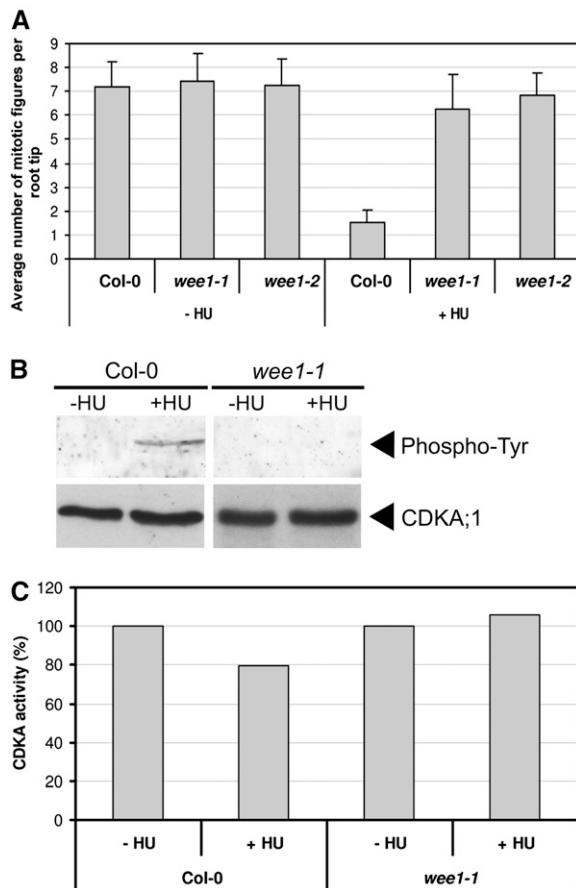 A
Average number of mitotic figures per
root tip
9
8
7
6
5
4
3
2
1
0
Col-0 wee1-1 wee1-2 Col-0 wee1-1 wee1-2
- HU + HU
B
Col-0 wee1-1
-HU +HU -HU +HU
Phospho-Tyr
CDKA;1
C
CDKA activity (%)
120
100
80
60
40
20
0
- HU + HU - HU + HU
Col-0 wee1-1